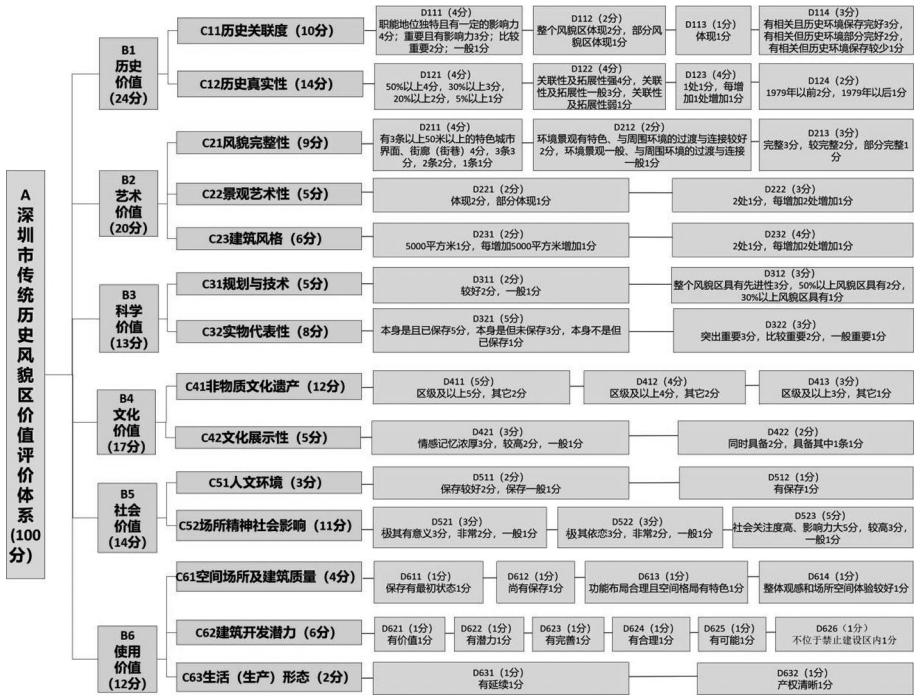 A
深圳市传统历史风貌区价值评价体系
(100分)
B1
历史
价值
(24分)
C11历史关联度（10分）
D111（4分）
职能地位独特且有一定的影响力
4分；重要且有影响力3分；比较
重要2分；一般1分
D112（2分）
整个风貌区体现2分，部分风
貌区体现1分
D113（1分）
体现1分
D114（3分）
有相关且历史环境保存完好3分，
有相关但历史环境部分完好2分，
有相关但历史环境保存较少1分
C12历史真实性（14分）
D121（4分）
50%以上4分，30%以上3分，
20%以上2分，5%以上1分
D122（4分）
关联性及拓展性强4分，关联
性及拓展性一般3分，关联性
及拓展性弱1分
D123（4分）
1处1分，每增
加1处增加1分
D124（2分）
1979年以前2分，1979年以后1分
B2
艺术
价值
(20分)
C21风貌完整性（9分）
D211（4分）
有3条以上50米以上的特色城市
界面、街廊（街巷）4分，3条3
分，2条2分，1条1分
D212（2分）
环境景观有特色、与周围环境的过渡与连接较好
2分，环境景观一般、与周围环境的过渡与连接
一般1分
D213（3分）
完整3分，较完整2分，部分完整1
分
C22景观艺术性（5分）
D221（2分）
体现2分，部分体现1分
D222（3分）
2处1分，每增加2处增加1分
C23建筑风格（6分）
D231（2分）
5000平方米1分，每增加5000平方米增加1分
D232（4分）
2处1分，每增加2处增加1分
B3
科学
价值
(13分)
C31规划与技术（5分）
D311（2分）
较好2分，一般1分
D312（3分）
整个风貌区具有先进性3分，50%以上风貌区具有2分，
30%以上风貌区具有1分
C32实物代表性（8分）
D321（5分）
本身是且已保存5分，本身是但未保存3分，本身不是但
已保存1分
D322（3分）
突出重要3分，比较重要2分，一般重要1分
B4
文化
价值
(17分)
C41非物质文化遗产（12分）
D411（5分）
区级及以上5分，其它2分
D412（4分）
区级及以上4分，其它2分
D413（3分）
区级及以上3分，其它1分
C42文化展示性（5分）
D421（3分）
情感记忆浓厚3分，较高2分，一般1分
D422（2分）
同时具备2分，具备其中1条1分
B5
社会
价值
(14分)
C51人文环境（3分）
D511（2分）
保存较好2分，保存一般1分
D512（1分）
有保存1分
C52场所精神社会影响（11分）
D521（3分）
极其有意义3分，非常2分，一般1分
D522（3分）
极其依恋3分，非常2分，一般1分
D523（5分）
社会关注度高、影响力大5分，较高3分，
一般1分
B6
使用
价值
(12分)
C61空间场所及建筑质量（4分）
D611（1分）
保存有最初状态1分
D612（1分）
尚有保存1分
D613（1分）
功能布局合理且空间格局有特色1分
D614（1分）
整体观感和场所空间体验较好1分
C62建筑开发潜力（6分）
D621（1分）
有价值1分
D622（1分）
有潜力1分
D623（1分）
有完善1分
D624（1分）
有合理1分
D625（1分）
有可能1分
D626（1分）
不位于禁止建设区内1分
C63生活（生产）形态（2分）
D631（1分）
有延续1分
D632（1分）
产权清晰1分